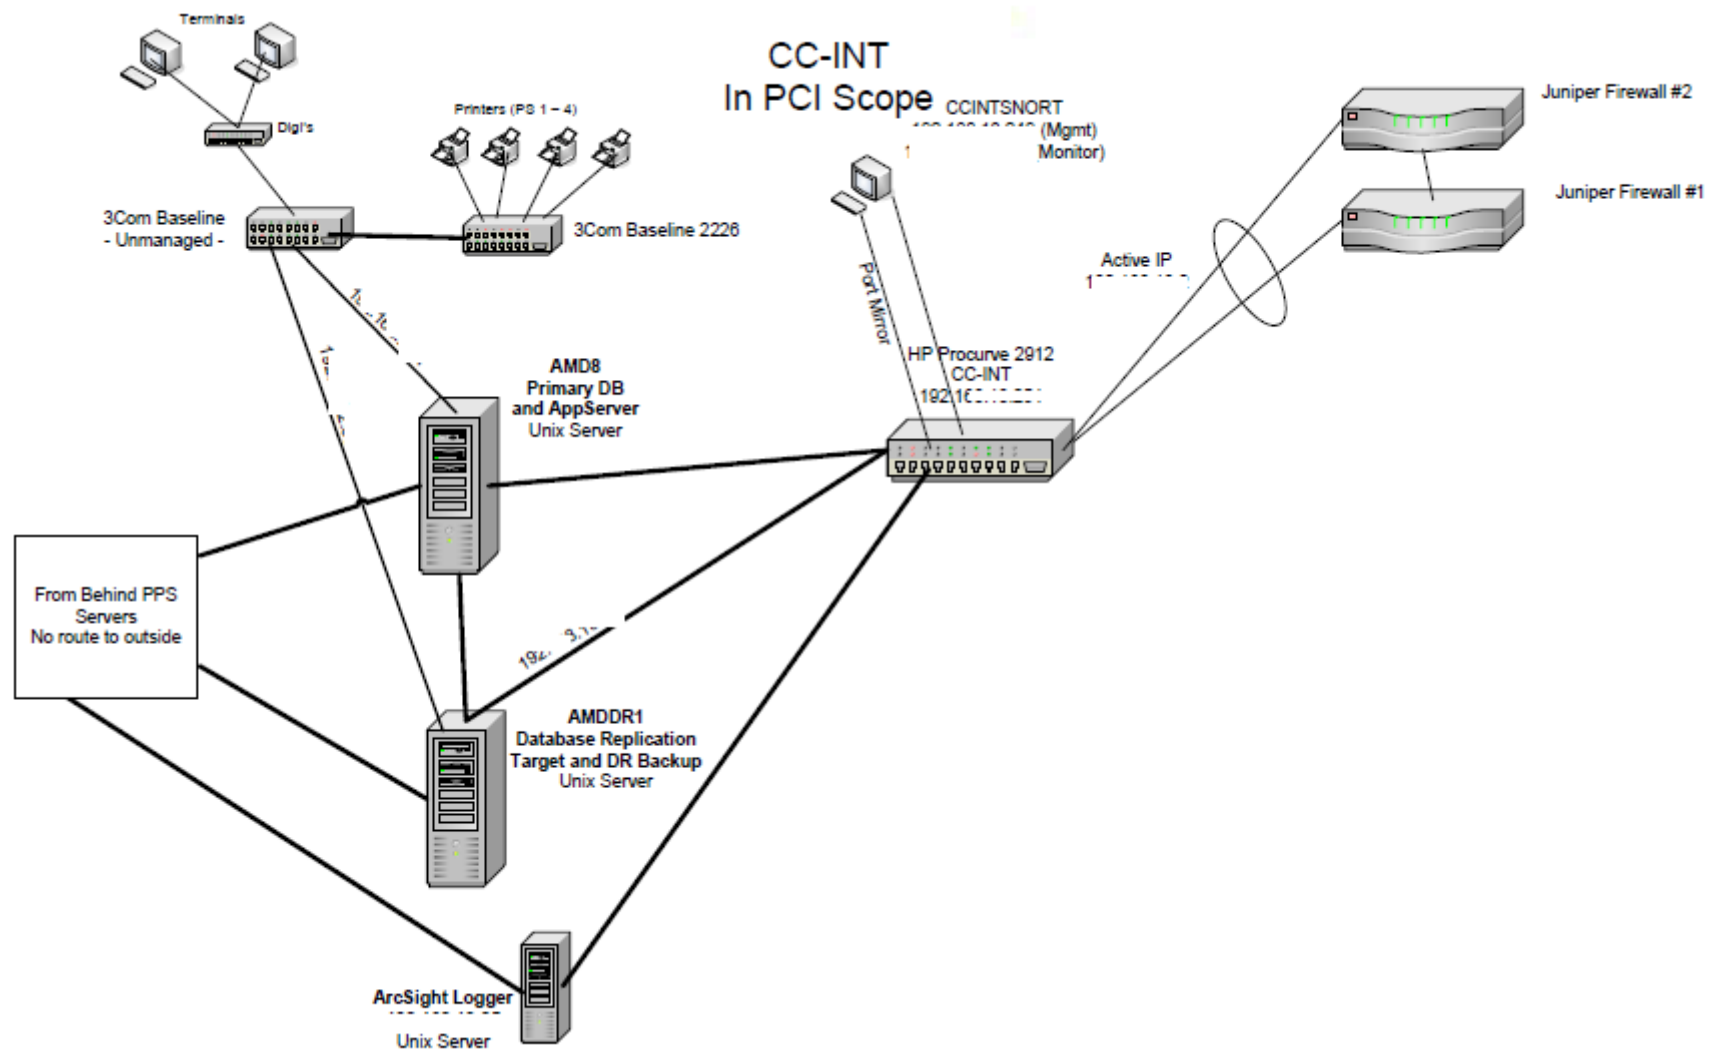 Terminals
CC-INT
In PCI Scope
Digi's
Printers (PS 1 – 4)
CCINTSNORT
(Mgmt)
Monitor)
Juniper Firewall #2
Juniper Firewall #1
3Com Baseline
- Unmanaged -
3Com Baseline 2226
Port Mirror
Active IP
HP Procurve 2912
CC-INT
AMD8
Primary DB
and AppServer
Unix Server
From Behind PPS
Servers
No route to outside
192.
AMDDR1
Database Replication
Target and DR Backup
Unix Server
ArcSight Logger
Unix Server